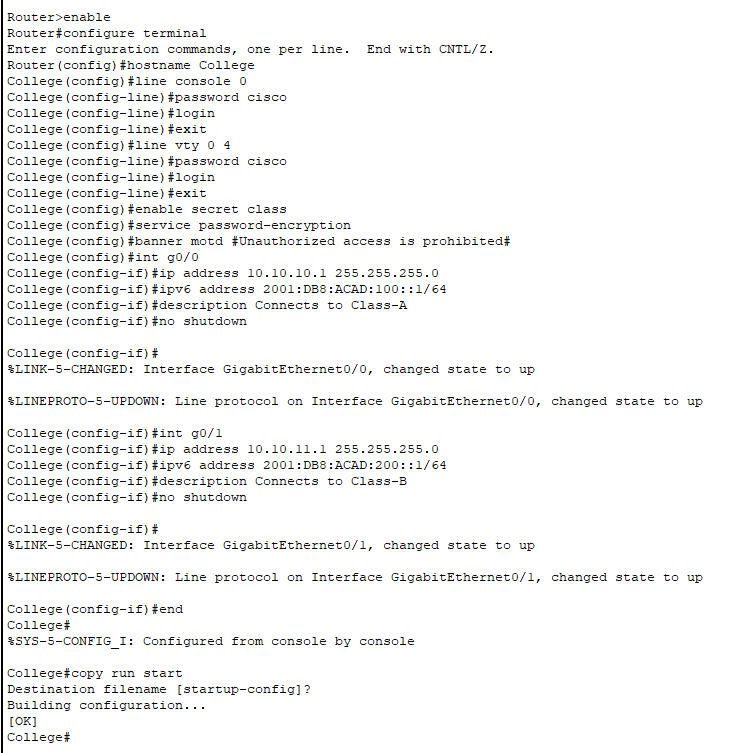 Router>enable
Router#configure terminal
Enter configuration commands, one per line.  End with CNTL/Z.
Router(config)#hostname College
College(config)#line console 0
College(config-line)#password cisco
College(config-line)#login
College(config-line)#exit
College(config)#line vty 0 4
College(config-line)#password cisco
College(config-line)#login
College(config-line)#exit
College(config)#enable secret class
College(config)#service password-encryption
College(config)#banner motd #Unauthorized access is prohibited#
College(config)#int g0/0
College(config-if)#ip address 10.10.10.1 255.255.255.0
College(config-if)#ipv6 address 2001:DB8:ACAD:100::1/64
College(config-if)#description Connects to Class-A
College(config-if)#no shutdown

College(config-if)#
%LINK-5-CHANGED: Interface GigabitEthernet0/0, changed state to up

%LINEPROTO-5-UPDOWN: Line protocol on Interface GigabitEthernet0/0, changed state to up

College(config-if)#int g0/1
College(config-if)#ip address 10.10.11.1 255.255.255.0
College(config-if)#ipv6 address 2001:DB8:ACAD:200::1/64
College(config-if)#description Connects to Class-B
College(config-if)#no shutdown

College(config-if)#
%LINK-5-CHANGED: Interface GigabitEthernet0/1, changed state to up

%LINEPROTO-5-UPDOWN: Line protocol on Interface GigabitEthernet0/1, changed state to up

College(config-if)#end
College#
%SYS-5-CONFIG_I: Configured from console by console

College#copy run start
Destination filename [startup-config]?
Building configuration...
[OK]
College#